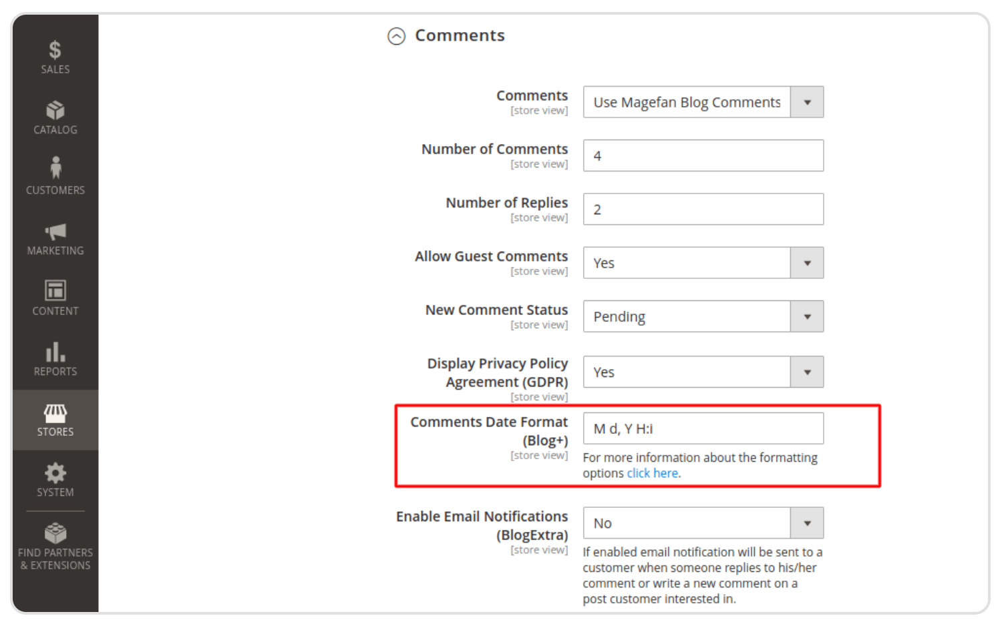 $
SALES
CATALOG
CUSTOMERS
MARKETING
CONTENT
REPORTS
STORES
SYSTEM
FIND PARTNERS
& EXTENSIONS
Comments
Comments
[store view]
Use Magefan Blog Comments
Number of Comments
[store view]
4
Number of Replies
[store view]
2
Allow Guest Comments
[store view]
Yes
New Comment Status
[store view]
Pending
Display Privacy Policy
Agreement (GDPR)
[store view]
Yes
Comments Date Format
(Blog+)
[store view]
M d, Y H:i
For more information about the formatting
options click here.
Enable Email Notifications
(BlogExtra)
[store view]
No
If enabled email notification will be sent to a
customer when someone replies to his/her
comment or write a new comment on a
post customer interested in.